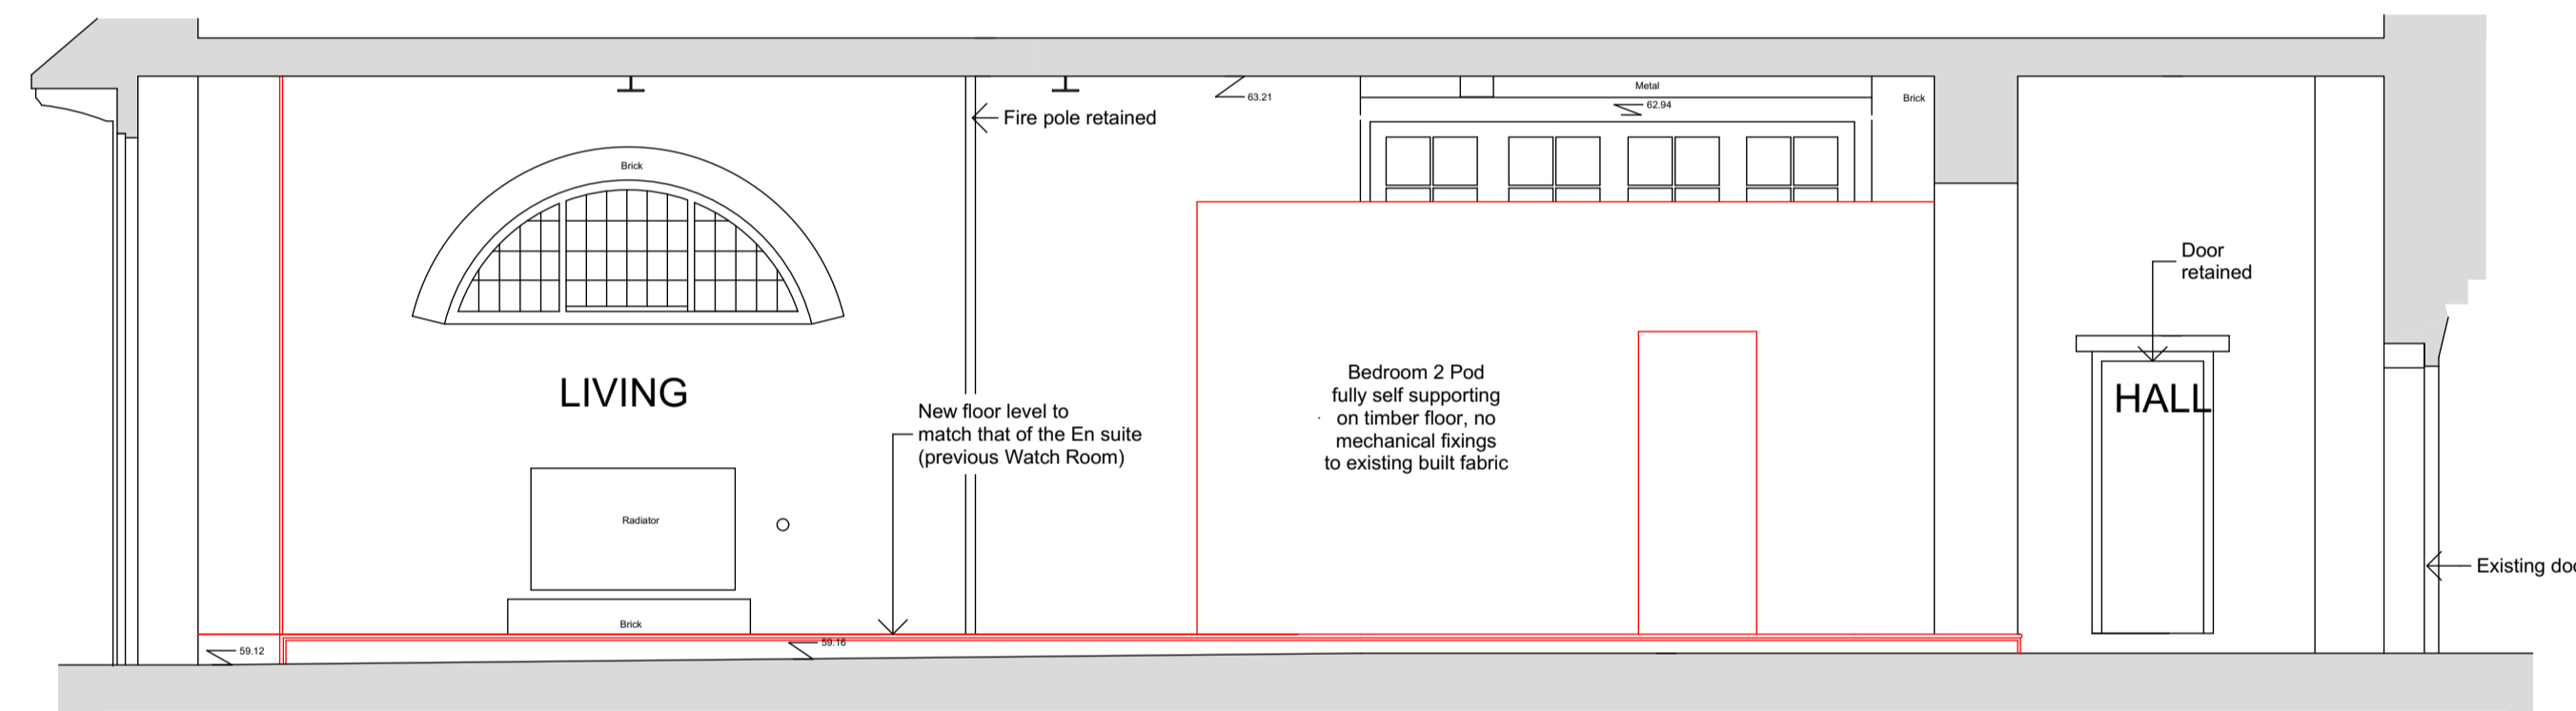 Metal
63.21
62.94
Brick
Fire pole retained
Brick
Door
retained
LIVING
Bedroom 2 Pod
fully self supporting
on timber floor, no
mechanical fixings
to existing built fabric
HALL
New floor level to
match that of the En suite
(previous Watch Room)
Radiator
Existing
Brick
59.16
59.12